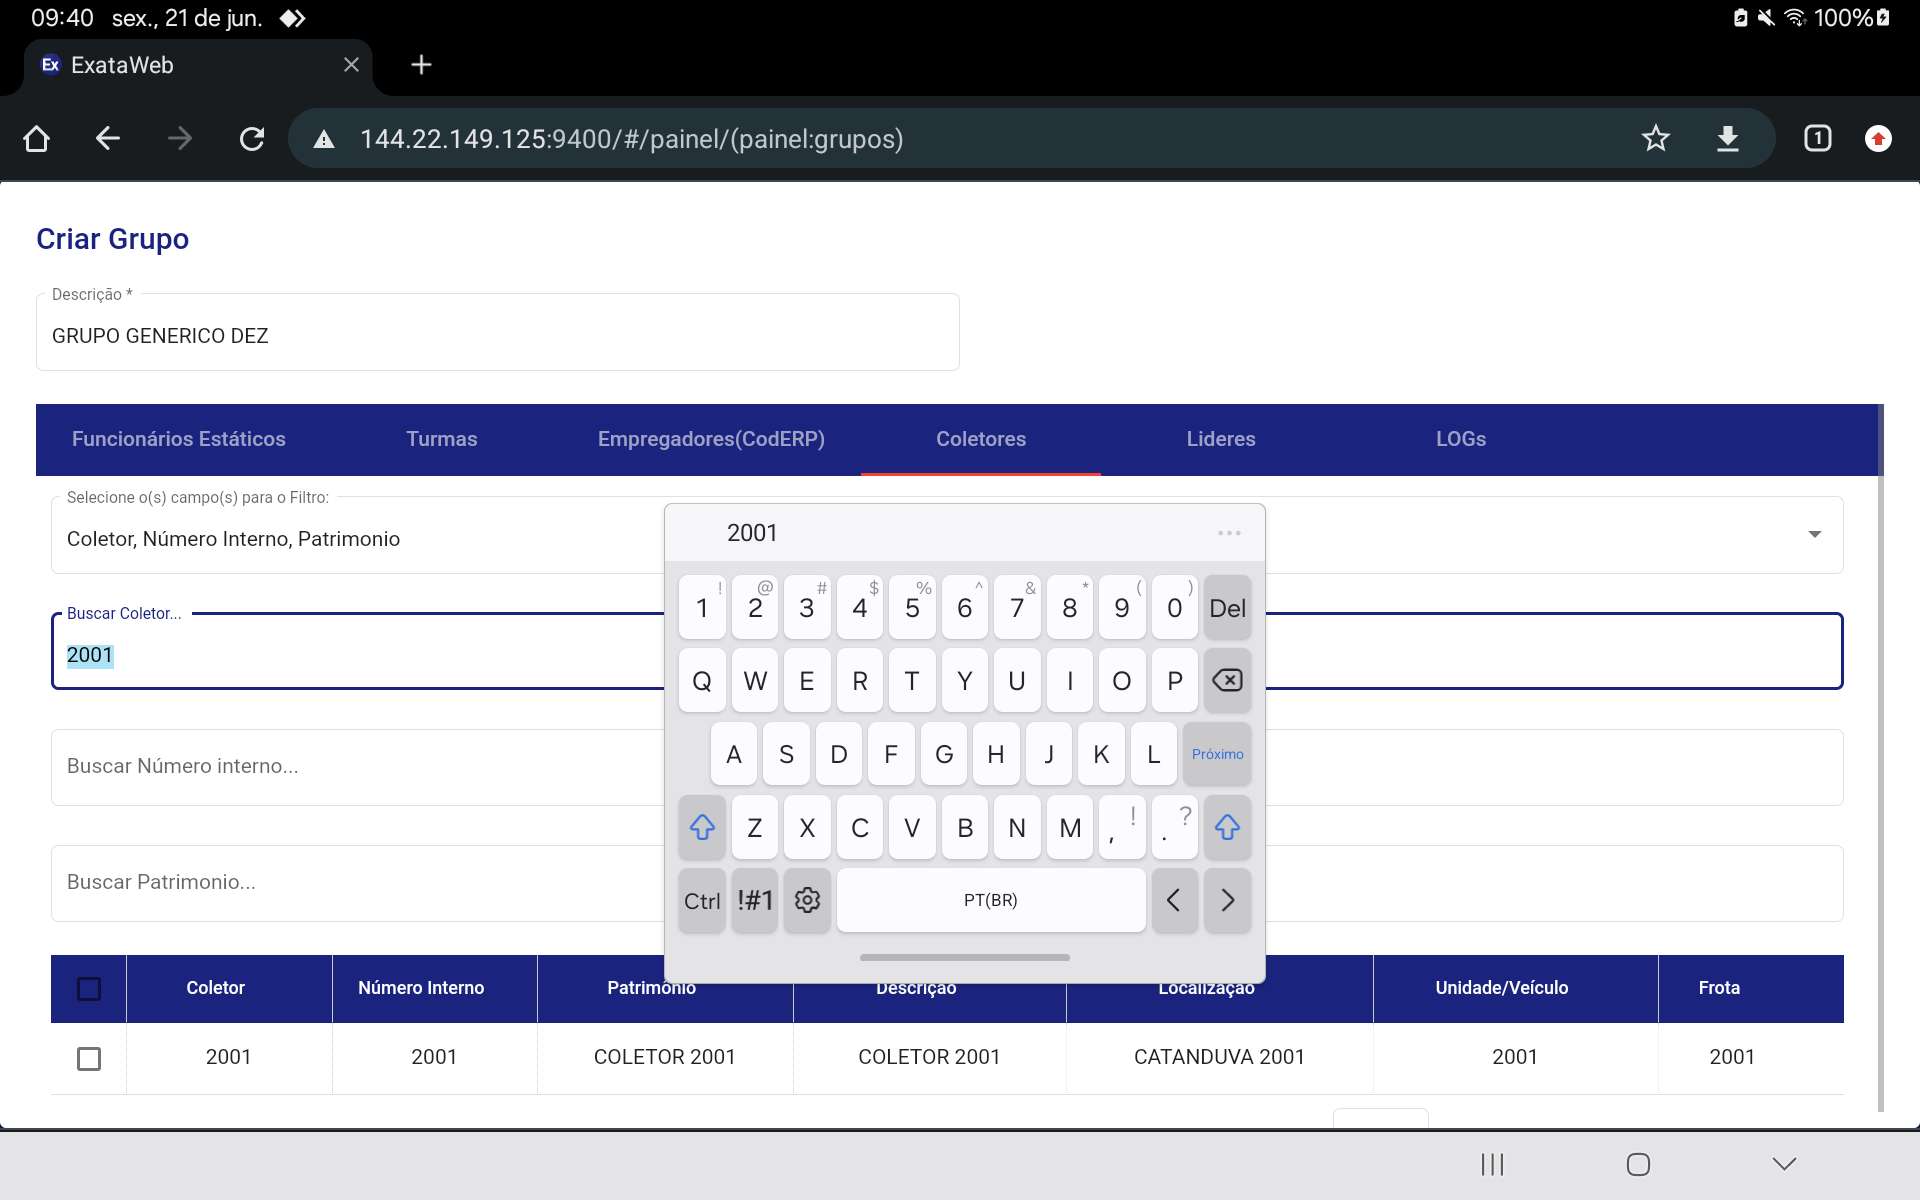 09:40 sex., 21 de jun. 100%
Ex ExataWeb
144.22.149.125:9400/#/painel/(painel:grupos) 1
Criar Grupo
Descrição *
GRUPO GENERICO DEZ
Funcionários Estáticos Turmas Empregadores(CodERP) Coletores Lideres LOGs
Selecione o(s) campo(s) para o Filtro:
Coletor, Número Interno, Patrimonio
2001 ...
Buscar Coletor...
2001
Buscar Número interno...
Buscar Patrimonio...
! @ # $ % ^ & * ( )
1 2 3 4 5 6 7 8 9 0 Del
Q W E R T Y U I O P
A S D F G H J K L Próximo
Z X C V B N M , ! . ?
Ctrl !#1 PT(BR) < >
Coletor Número Interno Patrimônio Descrição Localização Unidade/Veículo Frota
2001 2001 COLETOR 2001 COLETOR 2001 CATANDUVA 2001 2001 2001